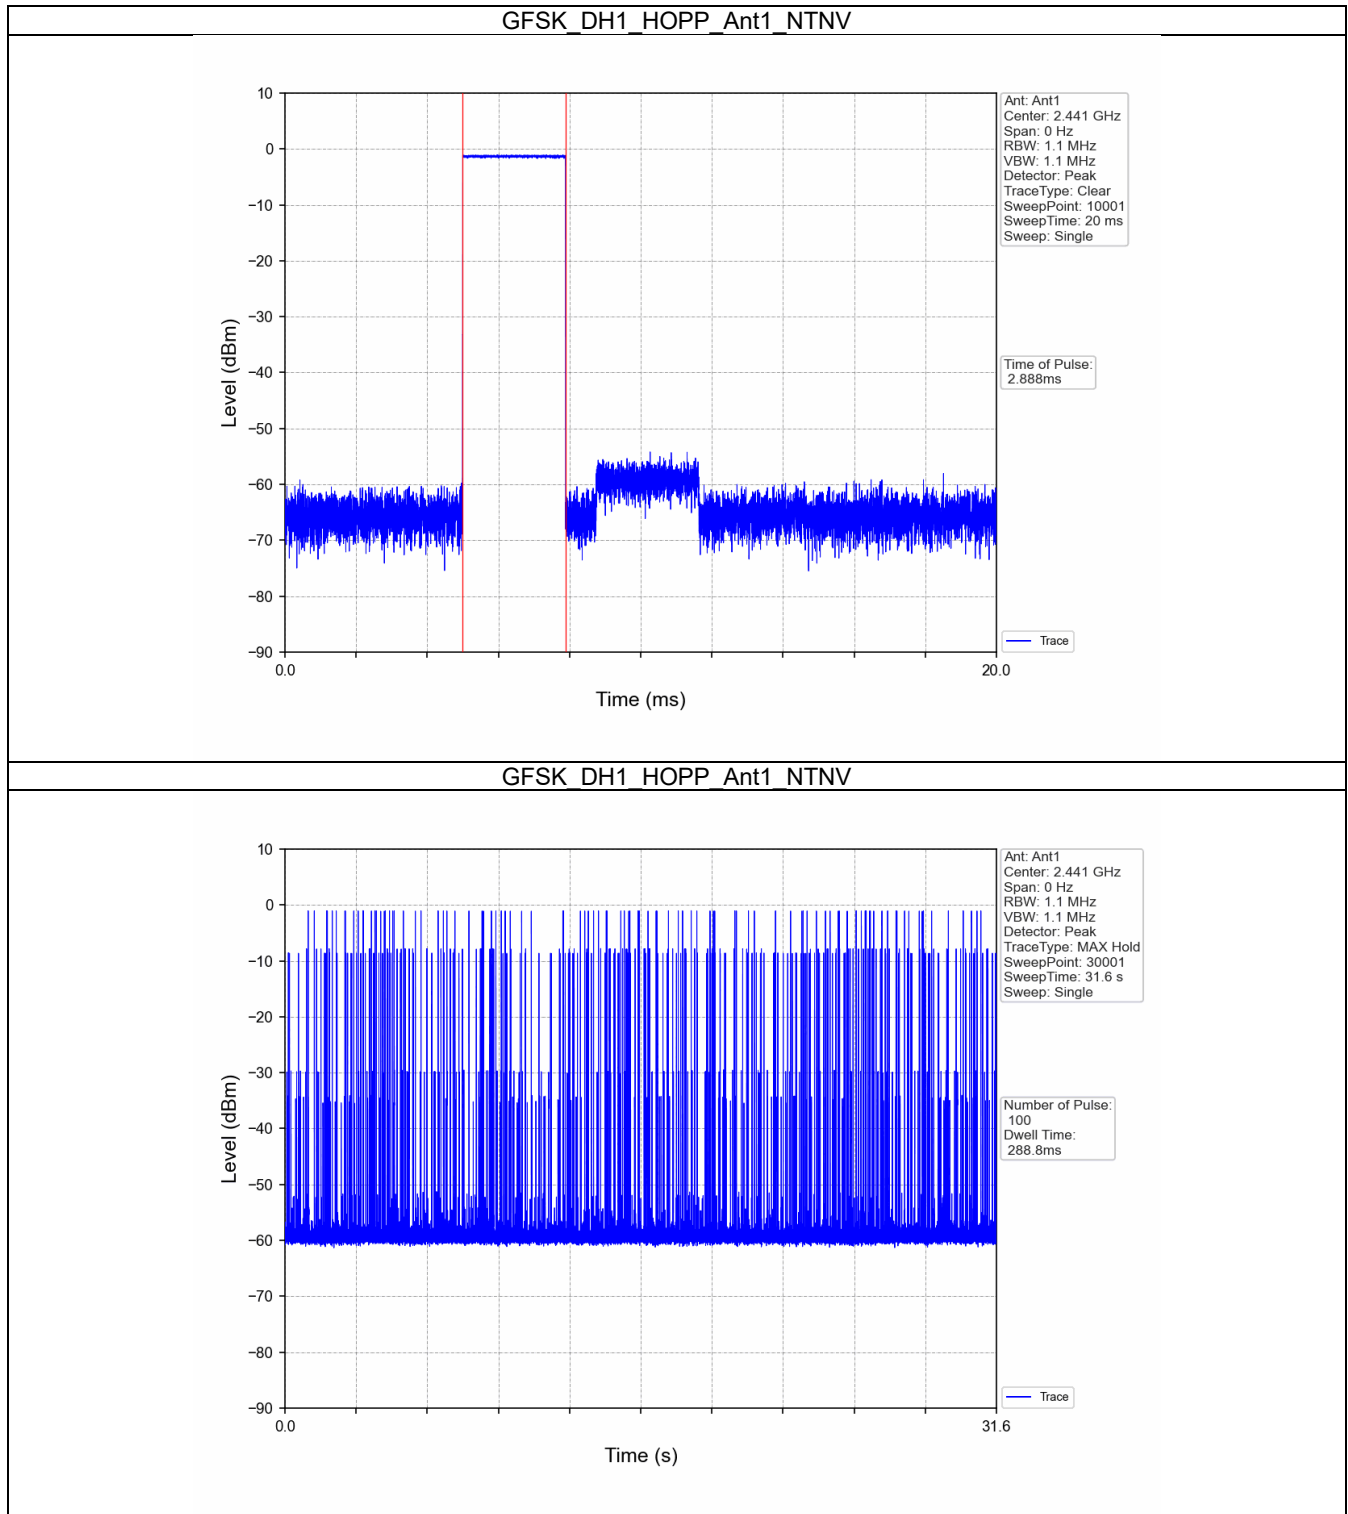 GFSK_DH1_HOPP_Ant1_NTNV
10
0
−10
−20
−30
−40
−50
−60
−70
−80
−90
Level (dBm)
0.0
20.0
Time (ms)
Ant: Ant1
Center: 2.441 GHz
Span: 0 Hz
RBW: 1.1 MHz
VBW: 1.1 MHz
Detector: Peak
TraceType: Clear
SweepPoint: 10001
SweepTime: 20 ms
Sweep: Single
Time of Pulse:
2.888ms
Trace
GFSK_DH1_HOPP_Ant1_NTNV
10
0
−10
−20
−30
−40
−50
−60
−70
−80
−90
Level (dBm)
0.0
31.6
Time (s)
Ant: Ant1
Center: 2.441 GHz
Span: 0 Hz
RBW: 1.1 MHz
VBW: 1.1 MHz
Detector: Peak
TraceType: MAX Hold
SweepPoint: 30001
SweepTime: 31.6 s
Sweep: Single
Number of Pulse:
100
Dwell Time:
288.8ms
Trace